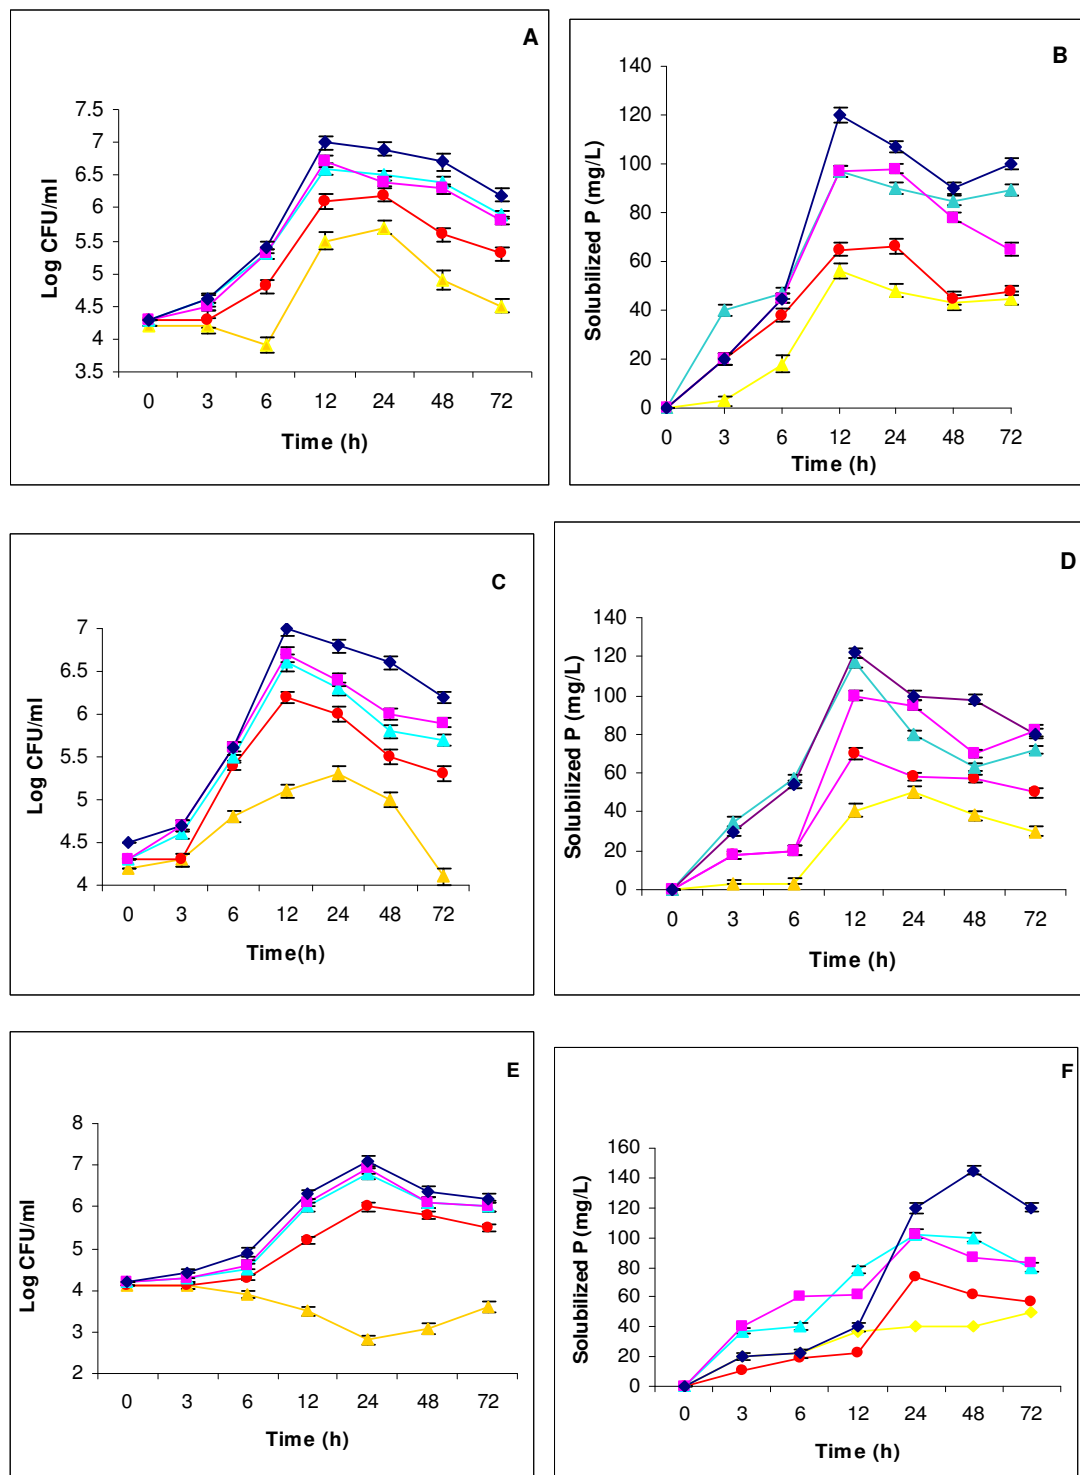 A
Log CFU/ml
7.5
7
6.5
6
5.5
5
4.5
4
3.5
0 3 6 12 24 48 72
Time (h)
B
Solubilized P (mg/L)
140
120
100
80
60
40
20
0
0 3 6 12 24 48 72
Time (h)
C
Log CFU/ml
7
6.5
6
5.5
5
4.5
4
0 3 6 12 24 48 72
Time(h)
D
Solubilized P (mg/L)
140
120
100
80
60
40
20
0
0 3 6 12 24 48 72
Time (h)
E
Log CFU/ml
8
7
6
5
4
3
2
0 3 6 12 24 48 72
Time (h)
F
Solubilized P (mg/L)
160
140
120
100
80
60
40
20
0
0 3 6 12 24 48 72
Time (h)